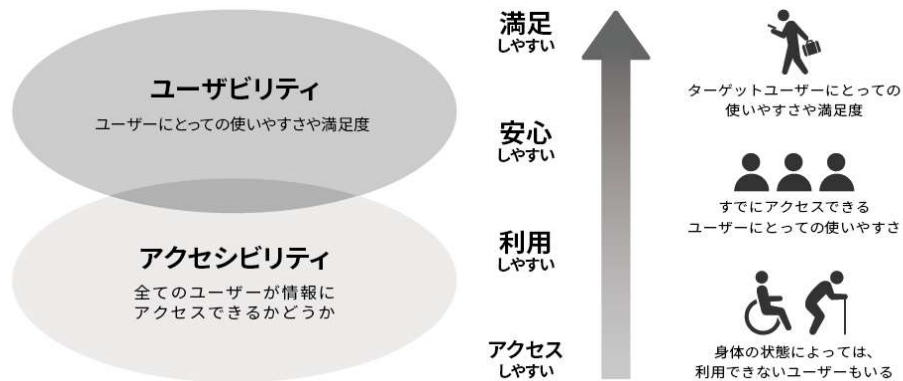 ユーザビリティ
ユーザーにとっての使いやすさや満足度
アクセシビリティ
全てのユーザーが情報に
アクセスできるかどうか
満足
しやすい
安心
しやすい
利用
しやすい
アクセス
しやすい
ターゲットユーザーにとっての
使いやすさや満足度
すでにアクセスできる
ユーザーにとっての使いやすさ
身体の状態によっては、
利用できないユーザーもいる